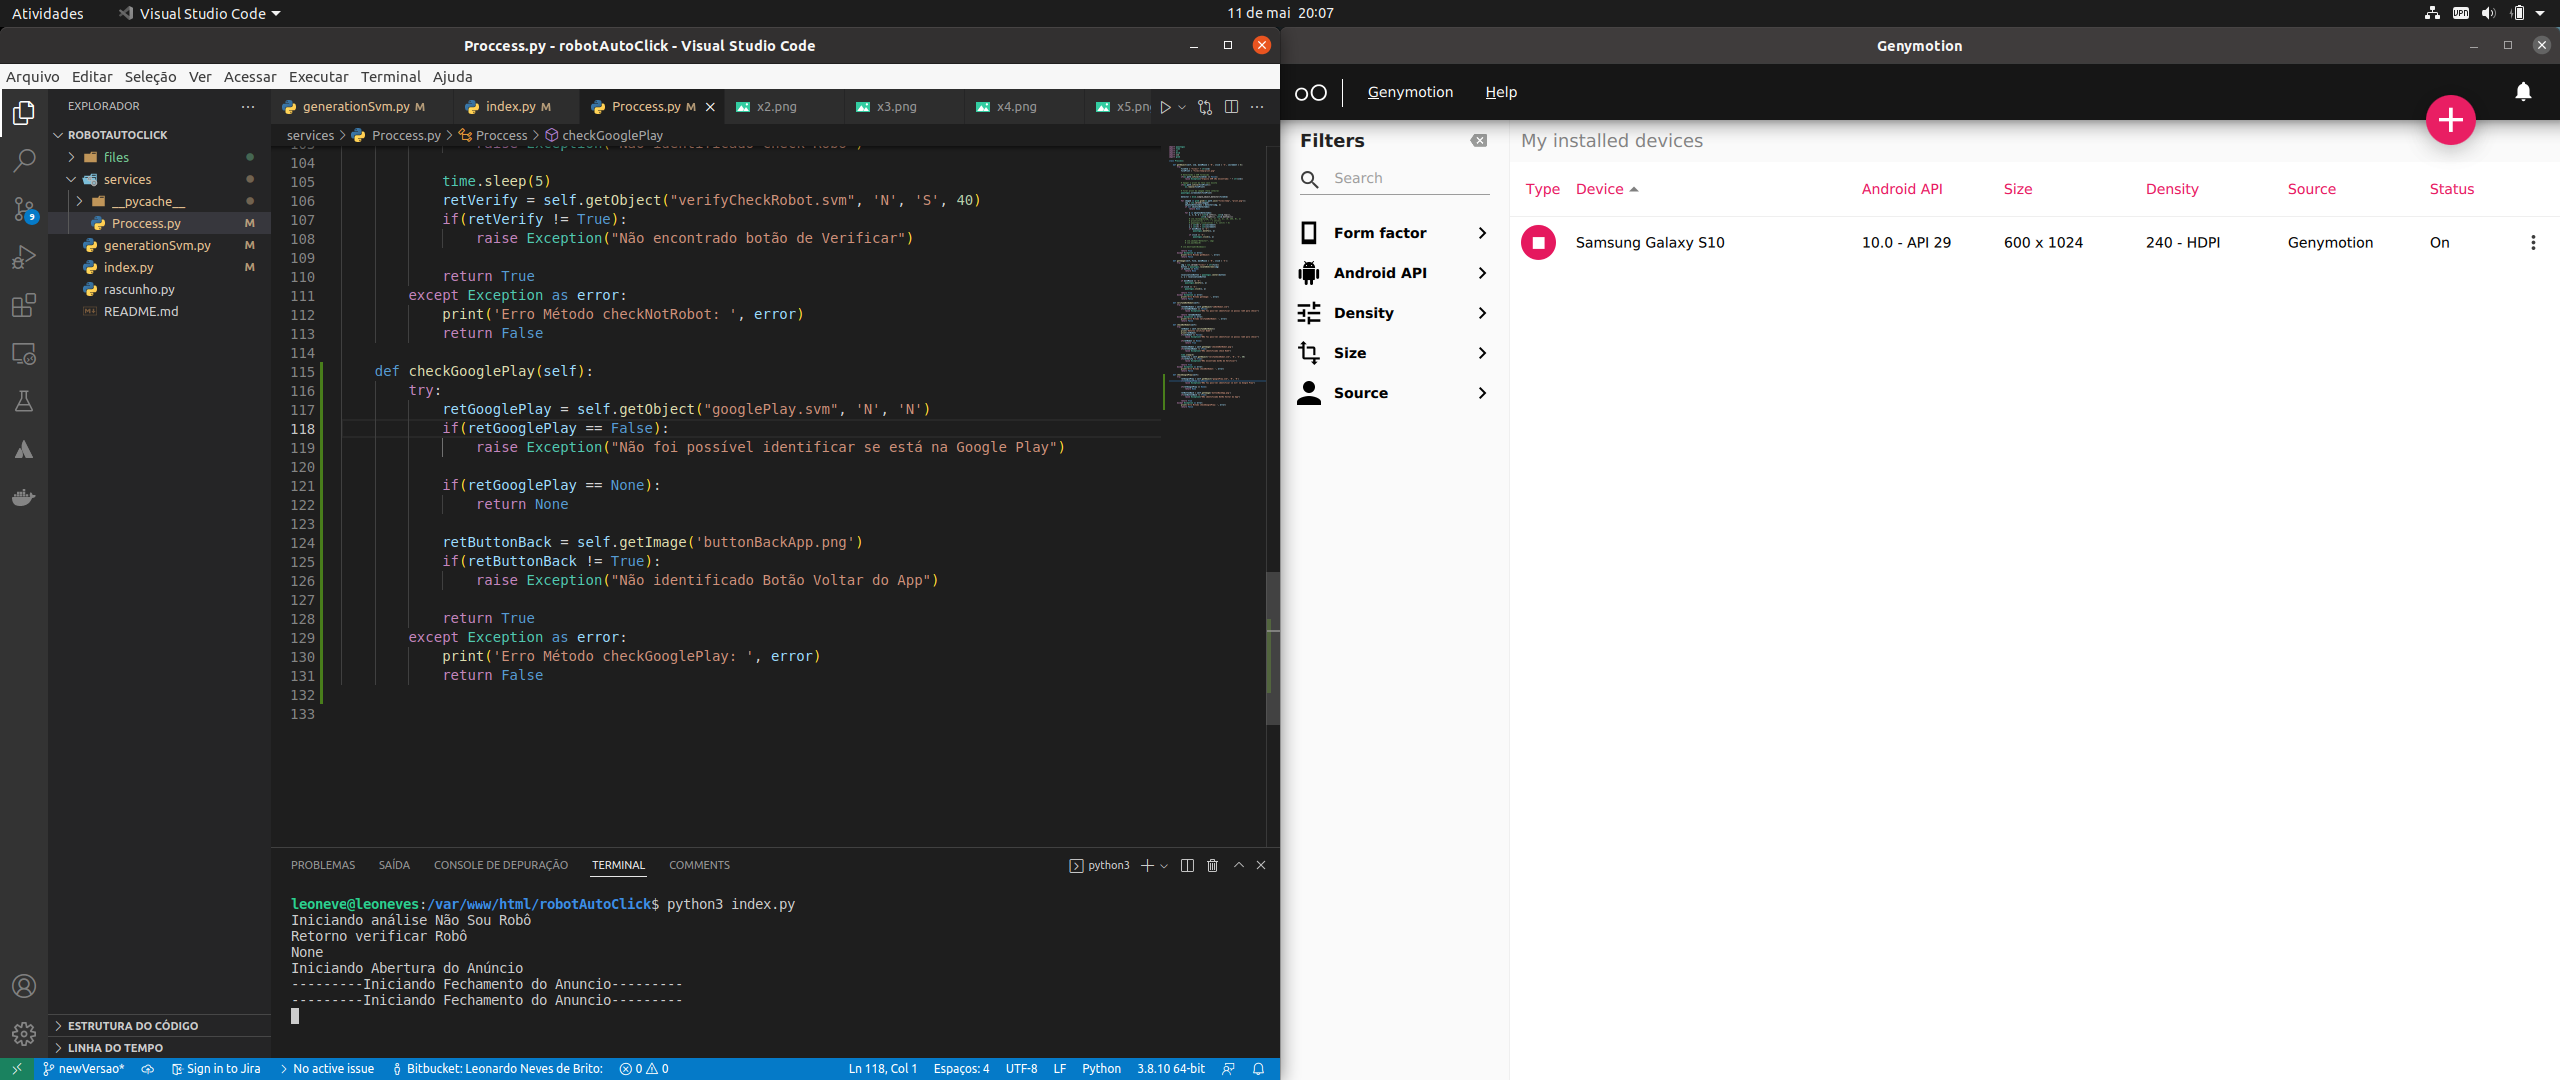 Atividades
Visual Studio Code
11 de mai 20:07
VPN
Proccess.py - robotAutoClick - Visual Studio Code
Arquivo Editar Seleção Ver Acessar Executar Terminal Ajuda
EXPLORADOR
ROBOTAUTOCLICK
files
services
__pycache__
Proccess.py M
generationSvm.py M
index.py M
rascunho.py
README.md
9
ESTRUTURA DO CÓDIGO
LINHA DO TEMPO
generationSvm.py M index.py M Proccess.py M x2.png x3.png x4.png x5.pn
services > Proccess.py > Proccess > checkGooglePlay
104
105 time.sleep(5)
106 retVerify = self.getObject("verifyCheckRobot.svm", 'N', 'S', 40)
107 if(retVerify != True):
108 raise Exception("Não encontrado botão de Verificar")
109
110 return True
111 except Exception as error:
112 print('Erro Método checkNotRobot: ', error)
113 return False
114
115 def checkGooglePlay(self):
116 try:
117 retGooglePlay = self.getObject("googlePlay.svm", 'N', 'N')
118 if(retGooglePlay == False):
119 raise Exception("Não foi possível identificar se está na Google Play")
120
121 if(retGooglePlay == None):
122 return None
123
124 retButtonBack = self.getImage('buttonBackApp.png')
125 if(retButtonBack != True):
126 raise Exception("Não identificado Botão Voltar do App")
127
128 return True
129 except Exception as error:
130 print('Erro Método checkGooglePlay: ', error)
131 return False
132
133
PROBLEMAS SAÍDA CONSOLE DE DEPURAÇÃO TERMINAL COMMENTS
python3
leoneve@leoneves:/var/www/html/robotAutoClick$ python3 index.py
Iniciando análise Não Sou Robô
Retorno verificar Robô
None
Iniciando Abertura do Anúncio
---------Iniciando Fechamento do Anuncio---------
---------Iniciando Fechamento do Anuncio---------
newVersao* Sign in to Jira No active issue Bitbucket: Leonardo Neves de Brito: 0 0 Ln 118, Col 1 Espaços: 4 UTF-8 LF Python 3.8.10 64-bit
Genymotion
Genymotion Help
Filters
Search
Form factor
Android API
Density
Size
Source
My installed devices
Type Device Android API Size Density Source Status
Samsung Galaxy S10 10.0 - API 29 600 x 1024 240 - HDPI Genymotion On